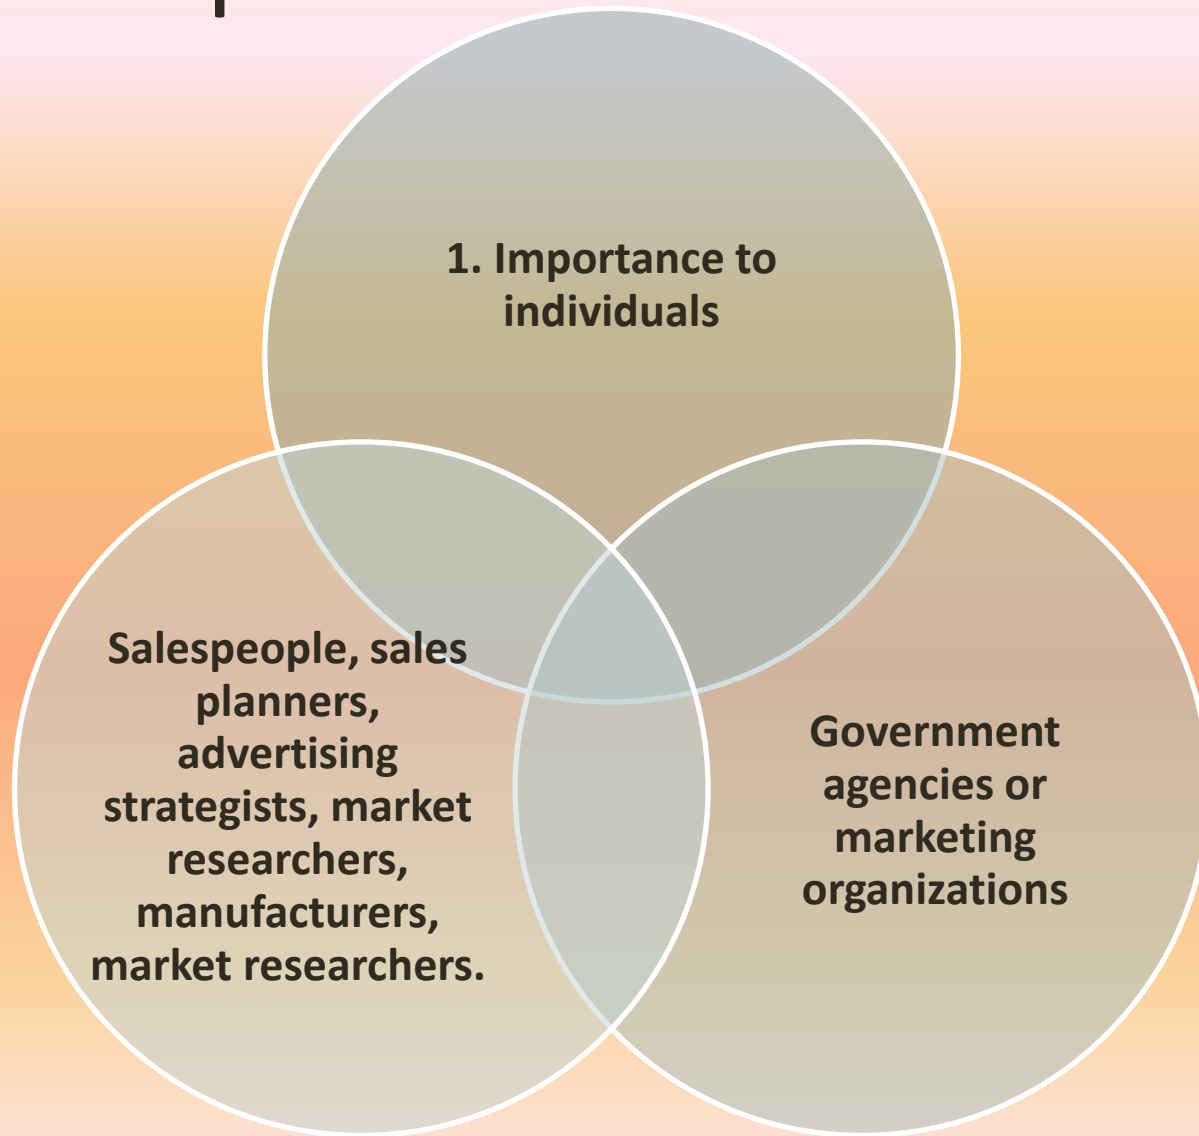 1. Importance to
individuals
Salespeople, sales
planners,
advertising
strategists, market
researchers,
manufacturers,
market researchers.
Government
agencies or
marketing
organizations